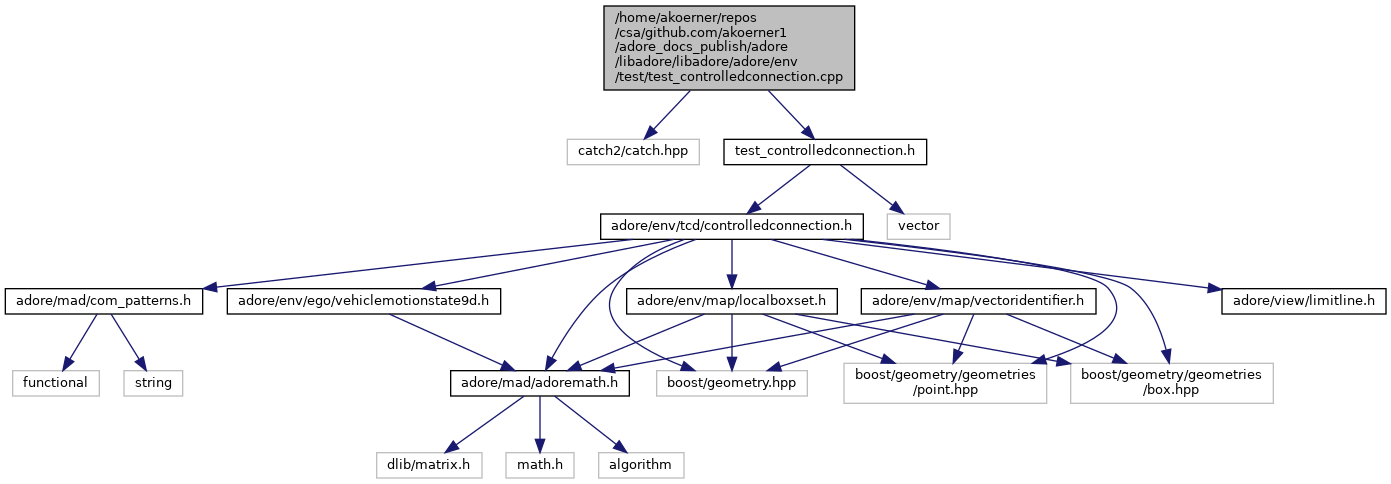 /home/akoerner/repos
/csa/github.com/akoerner1
/adore_docs_publish/adore
/libadore/libadore/adore/env
/test/test_controlledconnection.cpp
catch2/catch.hpp
test_controlledconnection.h
adore/env/tcd/controlledconnection.h
vector
adore/mad/com_patterns.h
adore/env/ego/vehiclemotionstate9d.h
adore/env/map/localboxset.h
adore/env/map/vectoridentifier.h
adore/view/limitline.h
functional
string
adore/mad/adoremath.h
boost/geometry.hpp
boost/geometry/geometries
/point.hpp
boost/geometry/geometries
/box.hpp
dlib/matrix.h
math.h
algorithm